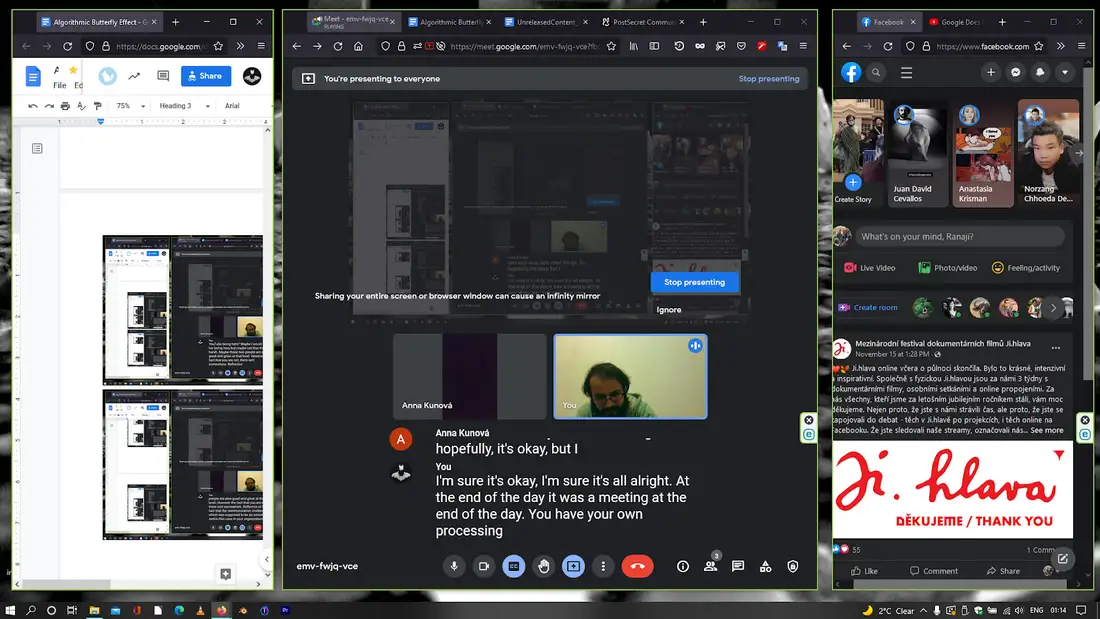 Algorithmic Butterfly Effect - G
https://docs.google.com/
File
Ed
Share
75%
Heading 3
Arial
Meet - emv-fwjq-vce
PLAYING
Algorithmic Butterfly
UnreleasedContent_
PostSecret Commun
https://meet.google.com/emv-fwjq-vce?
You're presenting to everyone
Stop presenting
Sharing your entire screen or browser window can cause an infinity mirror
Stop presenting
Ignore
Anna Kunová
You
A
Anna Kunová
hopefully, it's okay, but I
You
I'm sure it's okay, I'm sure it's all alright. At
the end of the day it was a meeting at the
end of the day. You have your own
processing
emv-fwjq-vce
3
Facebook
Google Docs
https://www.facebook.com
Create Story
Juan David
Cevallos
Anastasia
Krisman
Norzang
Chhoeda De...
What's on your mind, Ranaji?
Live Video
Photo/video
Feeling/activity
Create room
Mezinárodní festival dokumentárních filmů Ji.hlava
November 15 at 1:28 PM
Ji.hlava online včera o půlnoci skončila. Bylo to krásné, intenzivní
a inspirativní. Společně s fyzickou Ji.hlavou jsou za námi 3 týdny s
dokumentárními filmy, osobními setkáními a online propojeními. Za
nás všechny, kteří jsme za letošním jubilejním ročníkem stáli, vám moc
děkujeme. Nejen proto, že jste s námi strávili čas, ale proto, že jste se
zapojovali do debat - těch v Ji.hlavě po projekcích, i těch online na
Facebooku. Že jste sledovali naše streamy, označovali nás... See more
Ji.hlava
DĚKUJEME / THANK YOU
55
1 Comm
Like
Comment
Share
2°C Clear
ENG
01:14